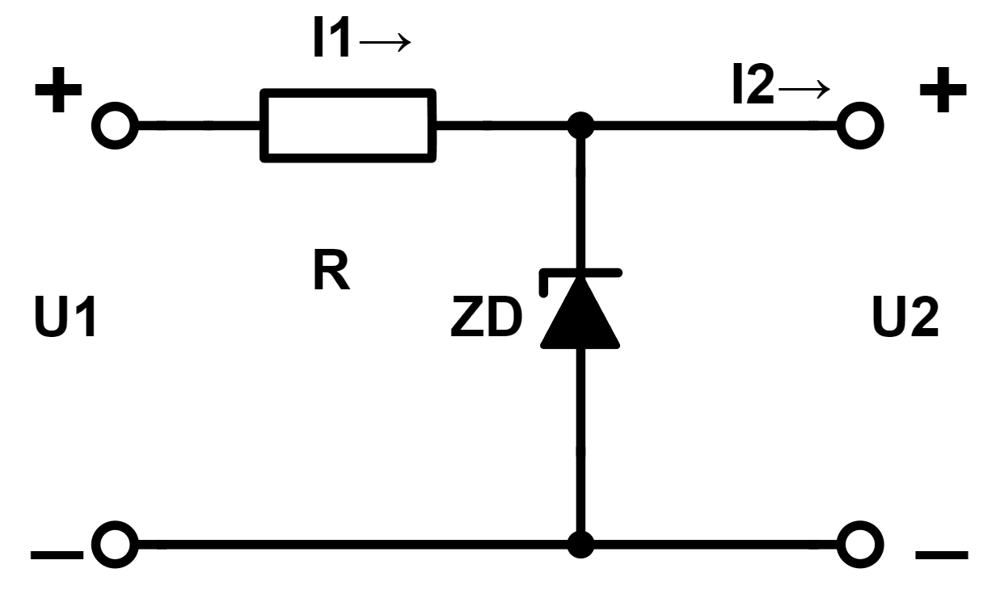 I1→
I2→
+
+
R
U1
ZD
U2
–
–